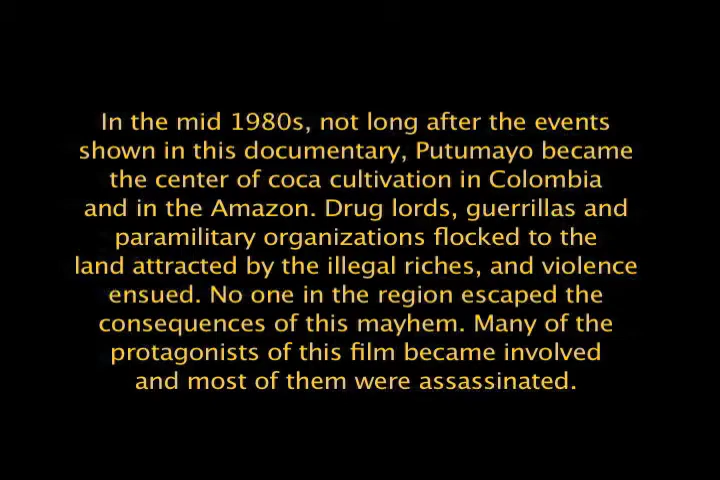 In the mid 1980s, not long after the events
shown in this documentary, Putumayo became
the center of coca cultivation in Colombia
and in the Amazon. Drug lords, guerrillas and
paramilitary organizations flocked to the
land attracted by the illegal riches, and violence
ensued. No one in the region escaped the
consequences of this mayhem. Many of the
protagonists of this film became involved
and most of them were assassinated.